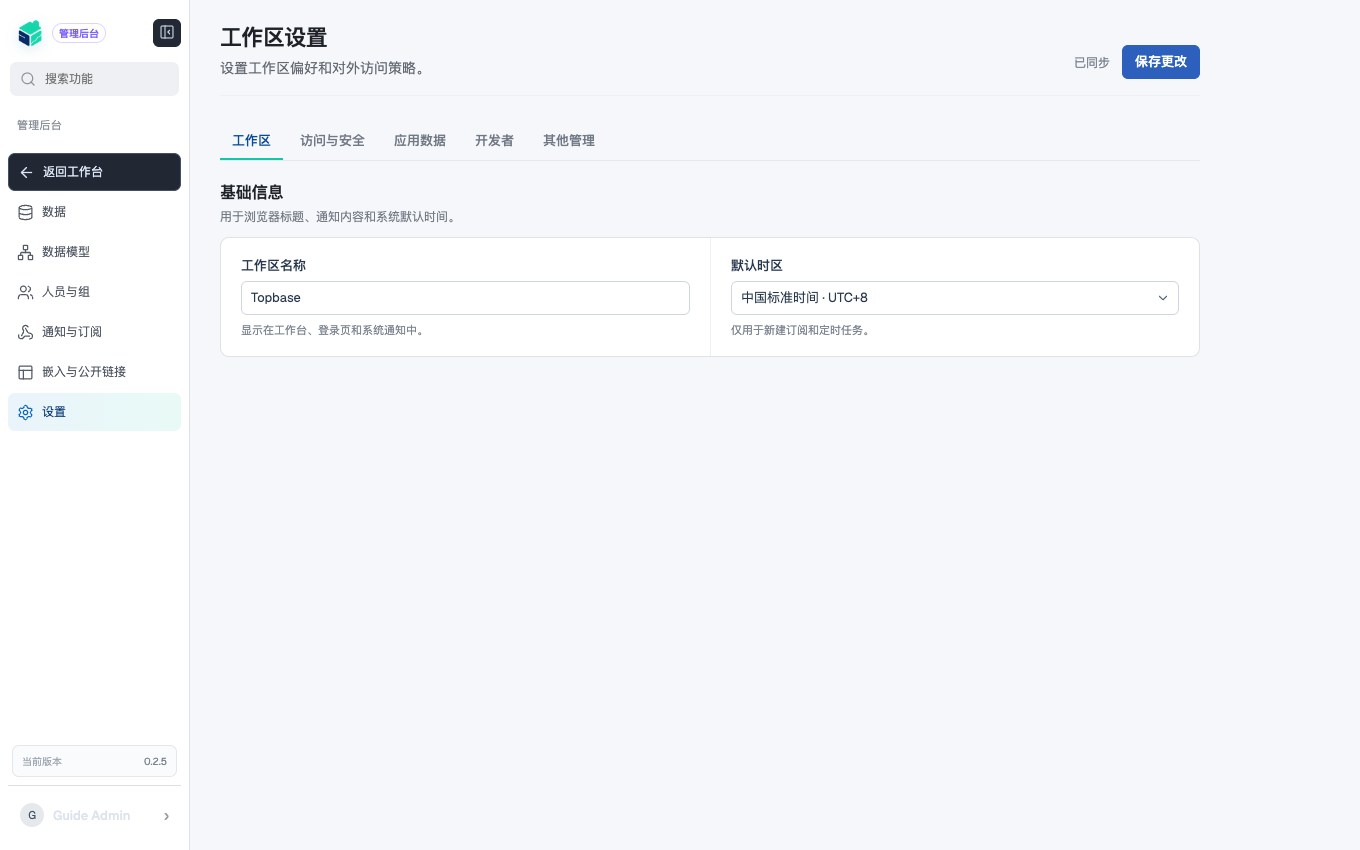 管理后台
搜索功能
管理后台
返回工作台
数据
数据模型
人员与组
通知与订阅
嵌入与公开链接
设置
当前版本 0.2.5
G Guide Admin
工作区设置
设置工作区偏好和对外访问策略。
已同步 保存更改
工作区 访问与安全 应用数据 开发者 其他管理
基础信息
用于浏览器标题、通知内容和系统默认时间。
工作区名称
Topbase
显示在工作台、登录页和系统通知中。
默认时区
中国标准时间 · UTC+8
仅用于新建订阅和定时任务。